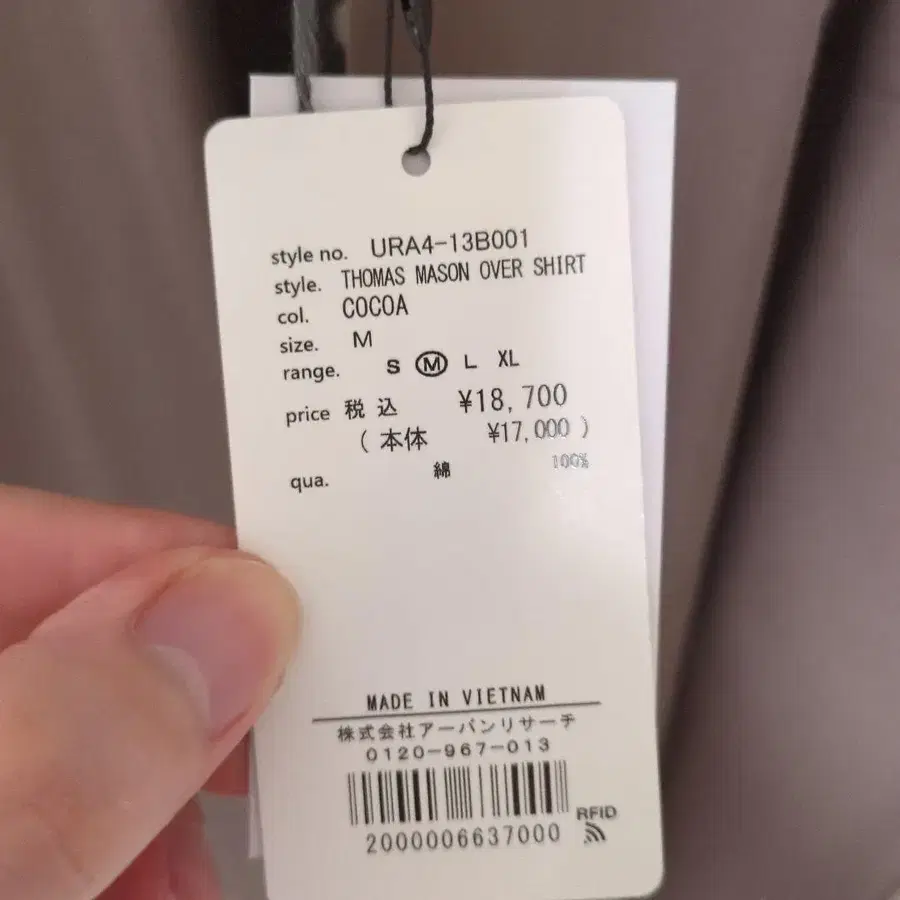 style no. URA4-13B001
style. THOMAS MASON OVER SHIRT
col. COCOA
size. M
range. S M L XL
price 税込 ¥18,700
(本体 ¥17,000)
qua. 綿 100%
MADE IN VIETNAM
株式会社アーバンリサーチ
0120-967-013
2000006637000
RFID